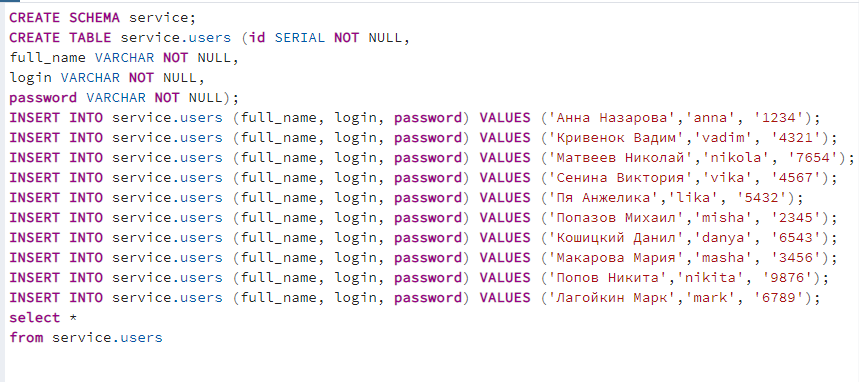 CREATE SCHEMA service;
CREATE TABLE service.users (id SERIAL NOT NULL,
full_name VARCHAR NOT NULL,
login VARCHAR NOT NULL,
password VARCHAR NOT NULL);
INSERT INTO service.users (full_name, login, password) VALUES ('Анна Назарова','anna', '1234');
INSERT INTO service.users (full_name, login, password) VALUES ('Кривенок Вадим','vadim', '4321');
INSERT INTO service.users (full_name, login, password) VALUES ('Матвеев Николай','nikola', '7654');
INSERT INTO service.users (full_name, login, password) VALUES ('Сенина Виктория','vika', '4567');
INSERT INTO service.users (full_name, login, password) VALUES ('Пя Анжелика','lika', '5432');
INSERT INTO service.users (full_name, login, password) VALUES ('Попазов Михаил','misha', '2345');
INSERT INTO service.users (full_name, login, password) VALUES ('Кошицкий Данил','danya', '6543');
INSERT INTO service.users (full_name, login, password) VALUES ('Макарова Мария','masha', '3456');
INSERT INTO service.users (full_name, login, password) VALUES ('Попов Никита','nikita', '9876');
INSERT INTO service.users (full_name, login, password) VALUES ('Лагойкин Марк','mark', '6789');
select *
from service.users